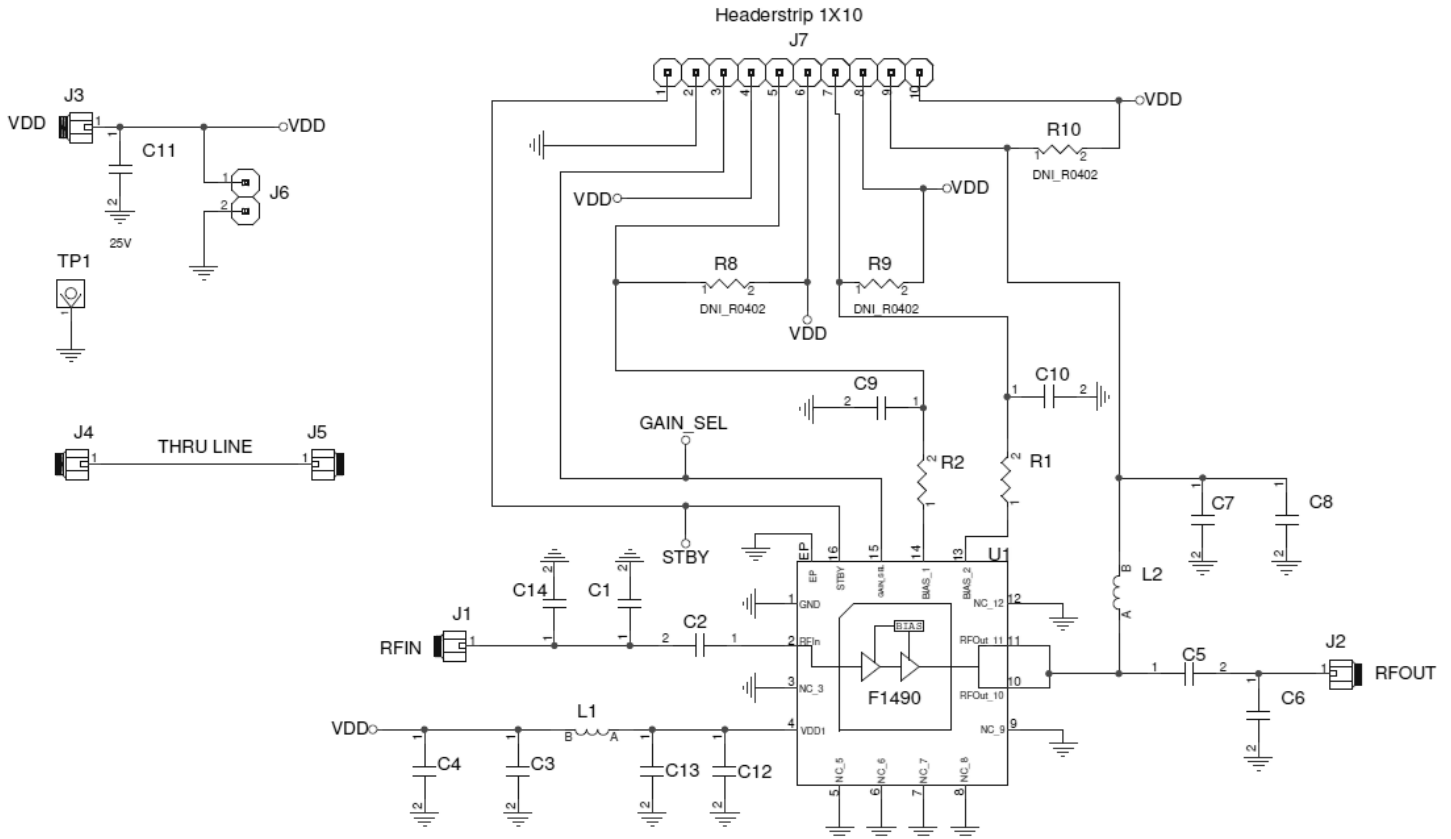 Headerstrip 1X10
J7
1 2 3 4 5 6 7 8 9 10
J3
VDD
1
1
C11
2
25V
VDD
1
2
J6
TP1
1
VDD
VDD
VDD
R10
1 2
DNI_R0402
R8
1 2
DNI_R0402
VDD
R9
1 2
DNI_R0402
C9
2 1
1 C10 2
J4
1
THRU LINE
J5
1
GAIN_SEL
STBY
2
R2
1
2
R1
1
1
C7
2
1
C8
2
B
L2
A
EP 16 15 14 13
U1
EP STBY GAIN_SEL BIAS_1 BIAS_2
2
C14
1
2
C1
1
J1
RFIN
1
2 C2 1
1 GND
2 RFIn
3 NC_3
4 VDD1
BIAS
F1490
NC_12 12
RFOut_11 11
10
RFOut_10
NC_9 9
NC_5 NC_6 NC_7 NC_8
5 6 7 8
1 C5 2
J2
1
RFOUT
1
C6
2
VDD
L1
B A
1
C4
2
1
C3
2
1
C13
2
1
C12
2